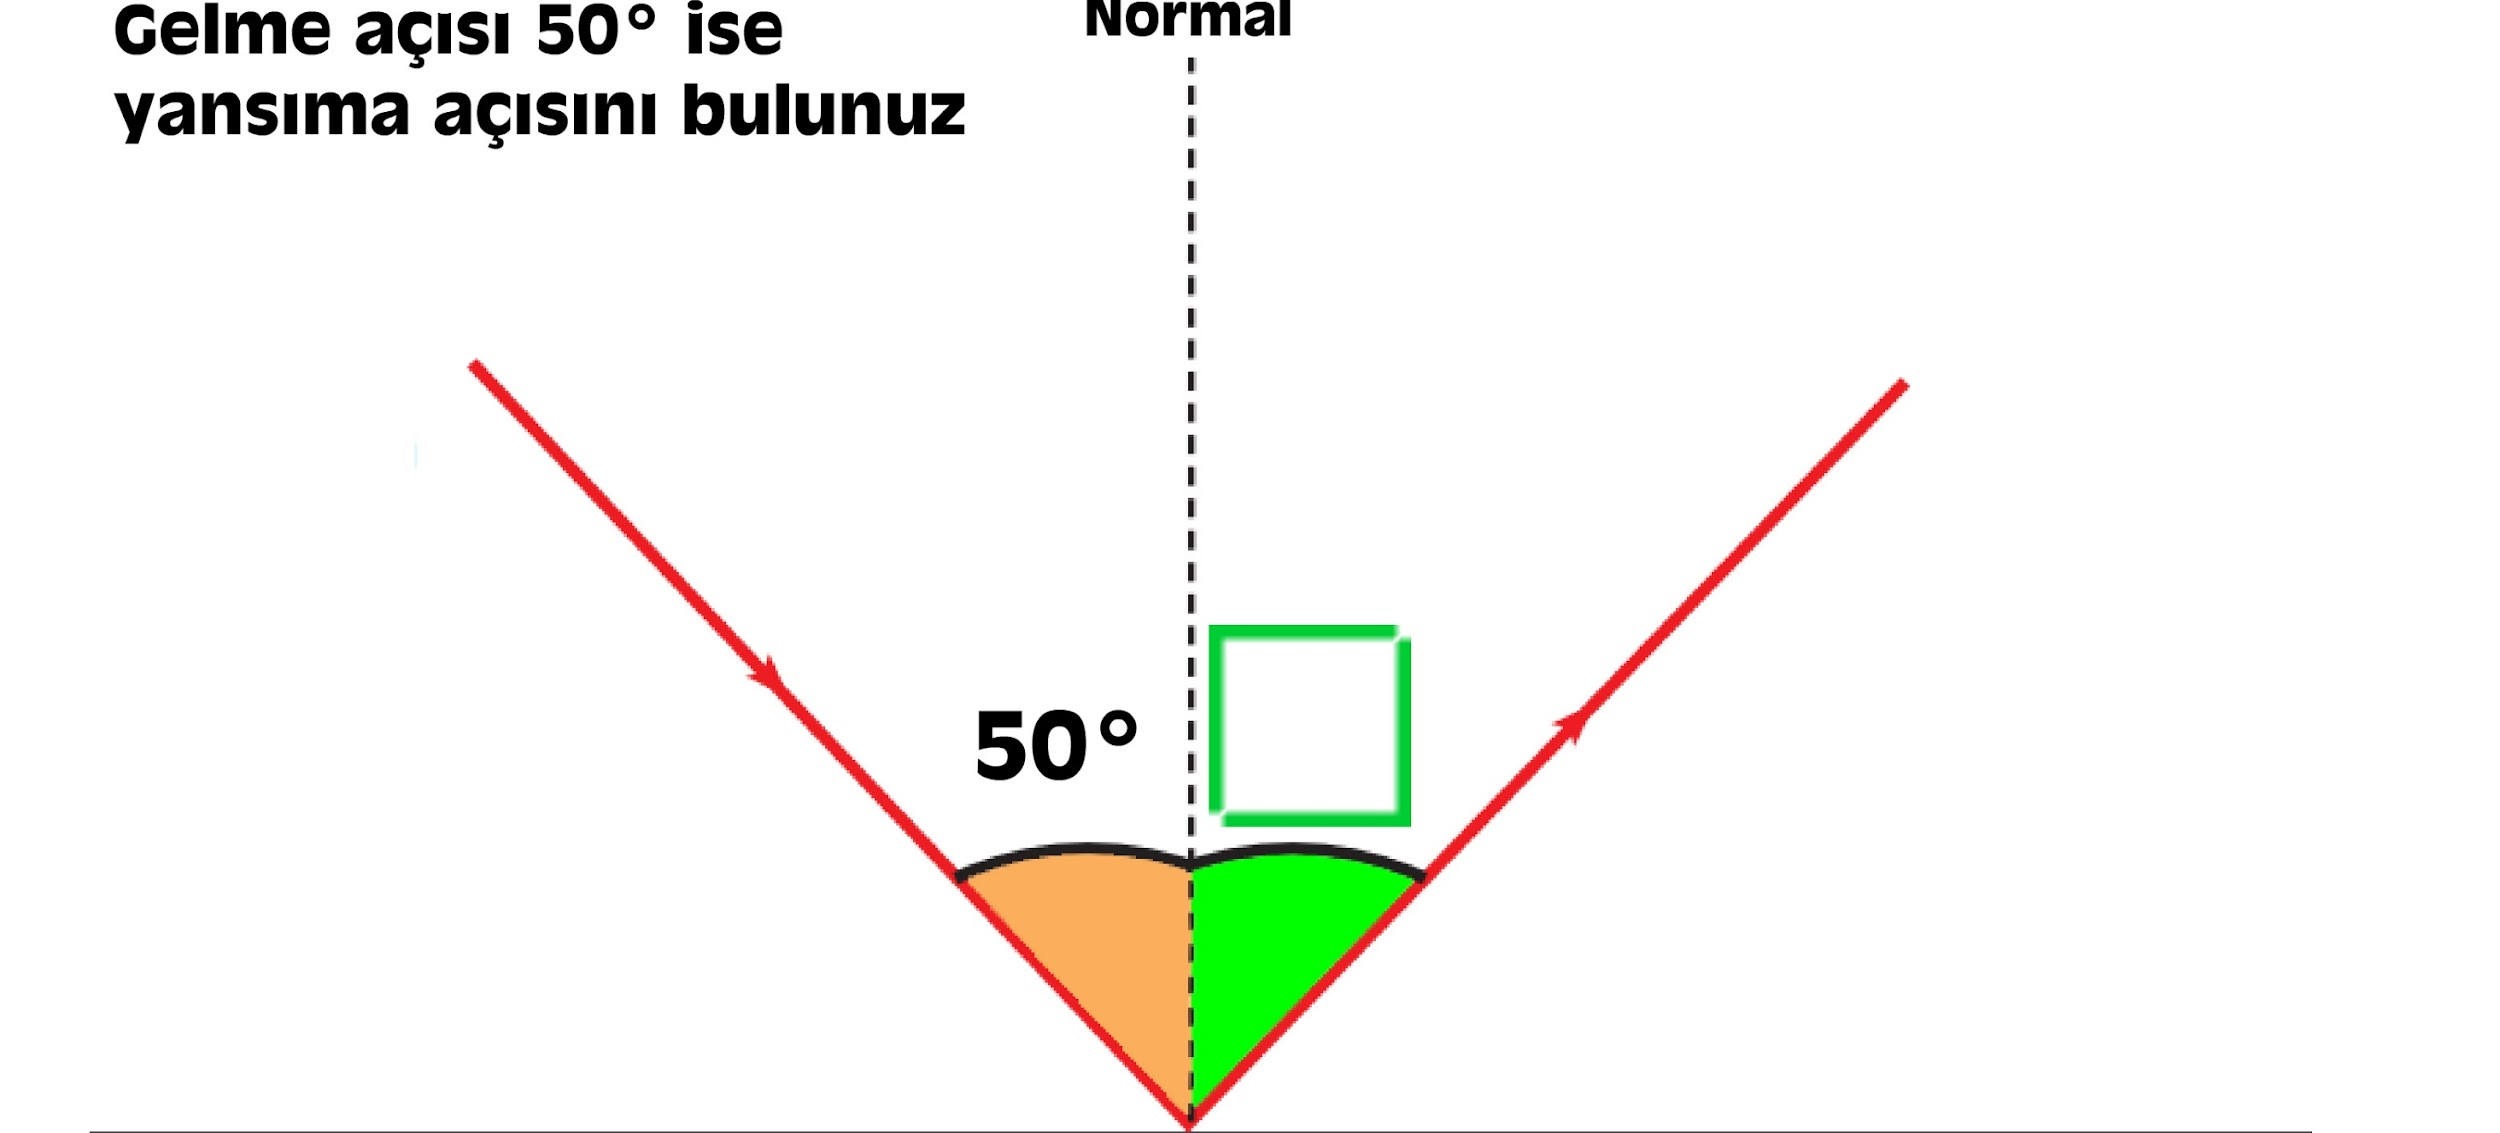 Gelme açısı 50° ise
yansıma açısını bulunuz
Normal
50°